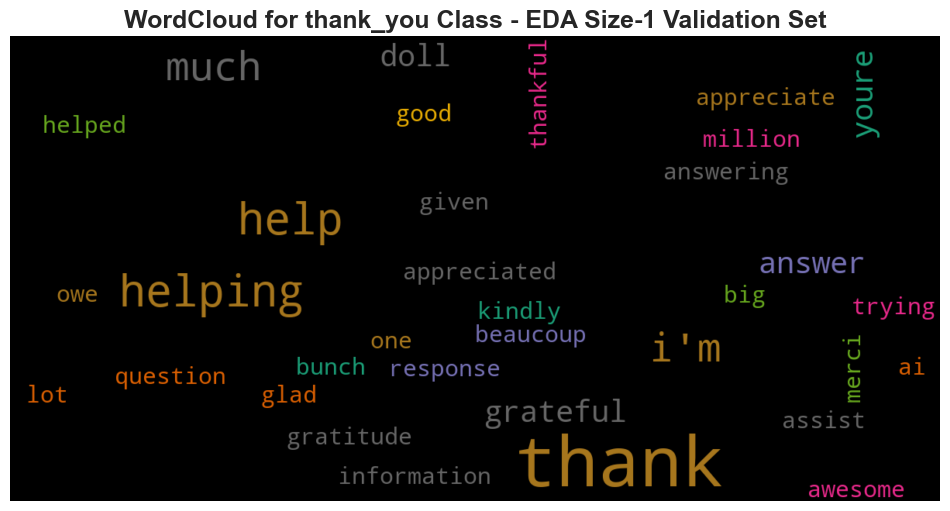 WordCloud for thank_you Class - EDA Size-1 Validation Set
much
doll
thankful
youre
appreciate
good
helped
million
answering
given
help
answer
appreciated
helping
owe
big
trying
kindly
beaucoup
one
i'm
merci
bunch
response
ai
question
lot
glad
grateful
assist
gratitude
thank
information
awesome